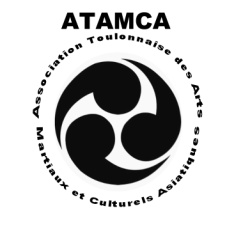 ATAMCA
Association Toulonnaise des Arts
Martiaux et Culturels Asiatiques